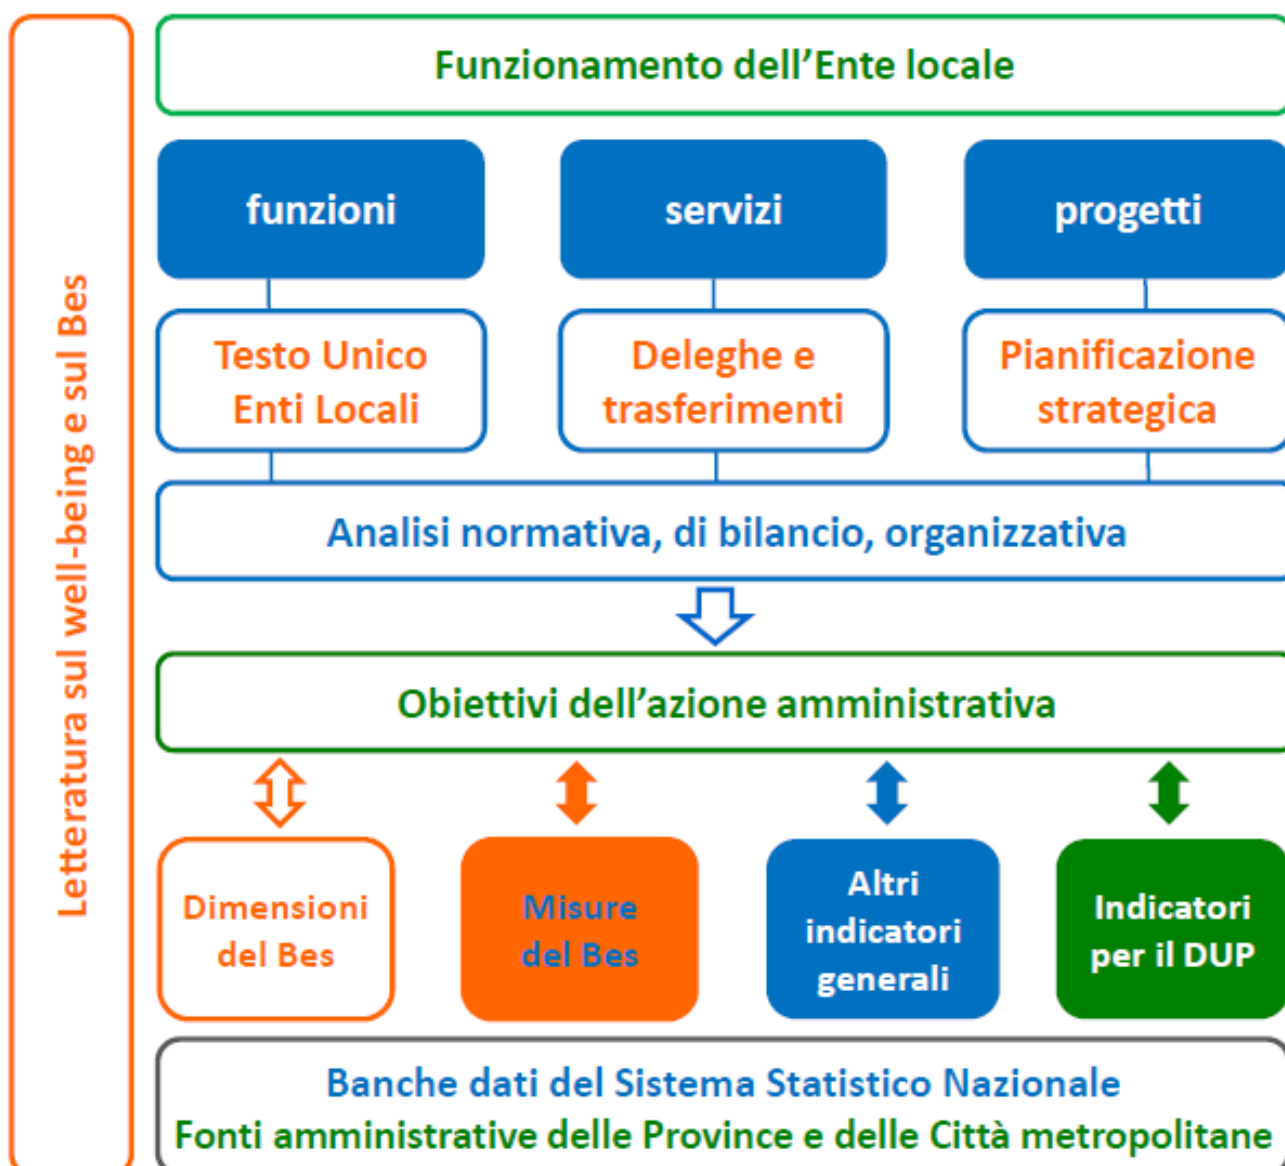 Letteratura sul well-being e sul Bes
Funzionamento dell'Ente locale
funzioni
servizi
progetti
Testo Unico
Enti Locali
Deleghe e
trasferimenti
Pianificazione
strategica
Analisi normativa, di bilancio, organizzativa
Obiettivi dell'azione amministrativa
Dimensioni
del Bes
Misure
del Bes
Altri
indicatori
generali
Indicatori
per il DUP
Banche dati del Sistema Statistico Nazionale
Fonti amministrative delle Province e delle Città metropolitane